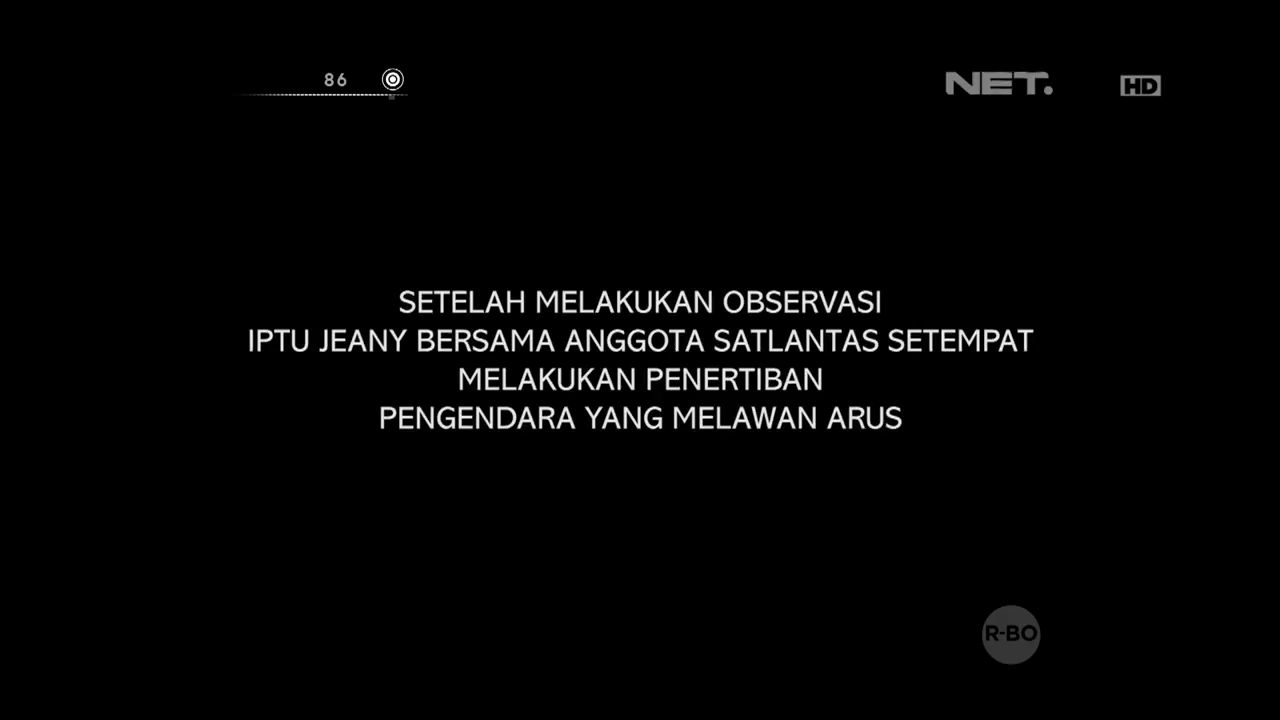 86
NET.
HD
SETELAH MELAKUKAN OBSERVASI
IPTU JEANY BERSAMA ANGGOTA SATLANTAS SETEMPAT
MELAKUKAN PENERTIBAN
PENGENDARA YANG MELAWAN ARUS
R-BO